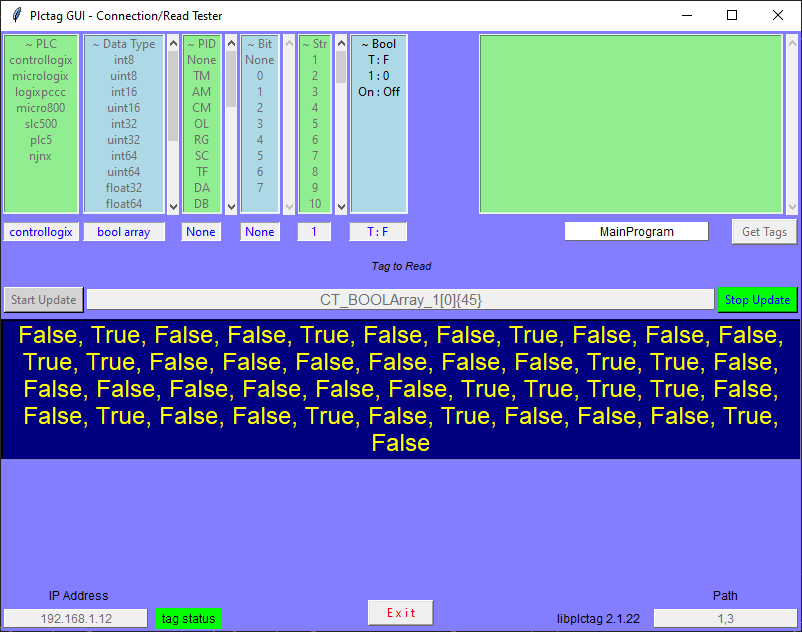 Plctag GUI - Connection/Read Tester
~ PLC ~ Data Type ~ PID ~ Bit ~ Str ~ Bool
controllogix int8 None None 1 T : F
micrologix uint8 TM 0 2 1 : 0
logixpccc int16 AM 1 3 On : Off
micro800 uint16 CM 2 4
slc500 int32 OL 3 5
plc5 uint32 RG 4 6
njnx int64 SC 5 7
uint64 TF 6 8
float32 DA 7 9
float64 DB 10
controllogix bool array None None 1 T : F MainProgram Get Tags
Tag to Read
Start Update CT_BOOLArray_1[0]{45} Stop Update
False, True, False, False, True, False, False, True, False, False, False,
True, True, False, False, False, False, False, False, True, True, False,
False, False, False, False, False, False, True, True, True, True, False,
False, True, False, False, True, False, True, False, False, False, True,
False
IP Address Path
192.168.1.12 tag status Exit libplctag 2.1.22 1,3